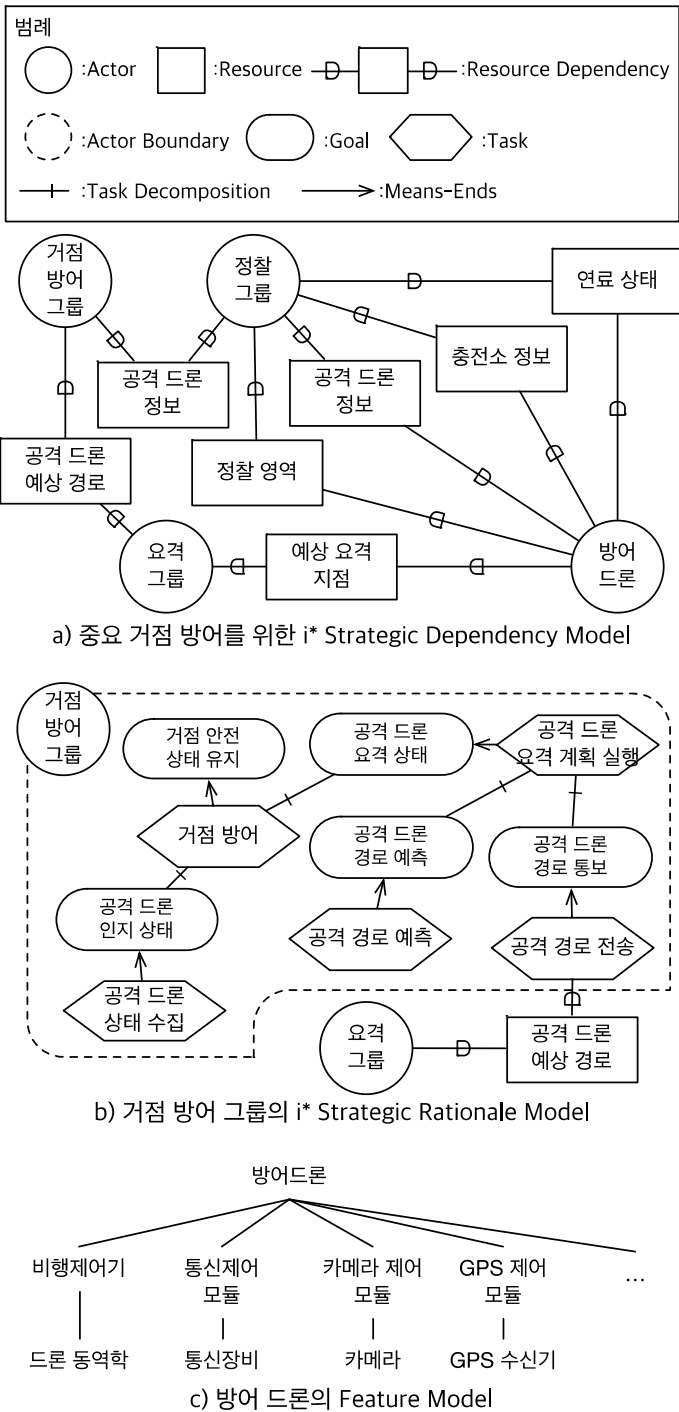 범례
:Actor :Resource D D :Resource Dependency
:Actor Boundary :Goal :Task
:Task Decomposition :Means-Ends
거점
방어
그룹
정찰
그룹
연료 상태
충전소 정보
공격 드론
정보
공격 드론
정보
공격 드론
예상 경로
정찰 영역
요격
그룹
예상 요격
지점
방어
드론
D D D D D D D D D D D D D D D D
a) 중요 거점 방어를 위한 i* Strategic Dependency Model
거점
방어
그룹
거점 안전
상태 유지
공격 드론
요격 상태
공격 드론
요격 계획 실행
거점 방어
공격 드론
경로 예측
공격 드론
경로 통보
공격 드론
인지 상태
공격 경로 예측
공격 경로 전송
공격 드론
상태 수집
D
요격
그룹
D
공격 드론
예상 경로
b) 거점 방어 그룹의 i* Strategic Rationale Model
방어드론
비행제어기
통신제어
모듈
카메라 제어
모듈
GPS 제어
모듈
...
드론 동역학
통신장비
카메라
GPS 수신기
c) 방어 드론의 Feature Model